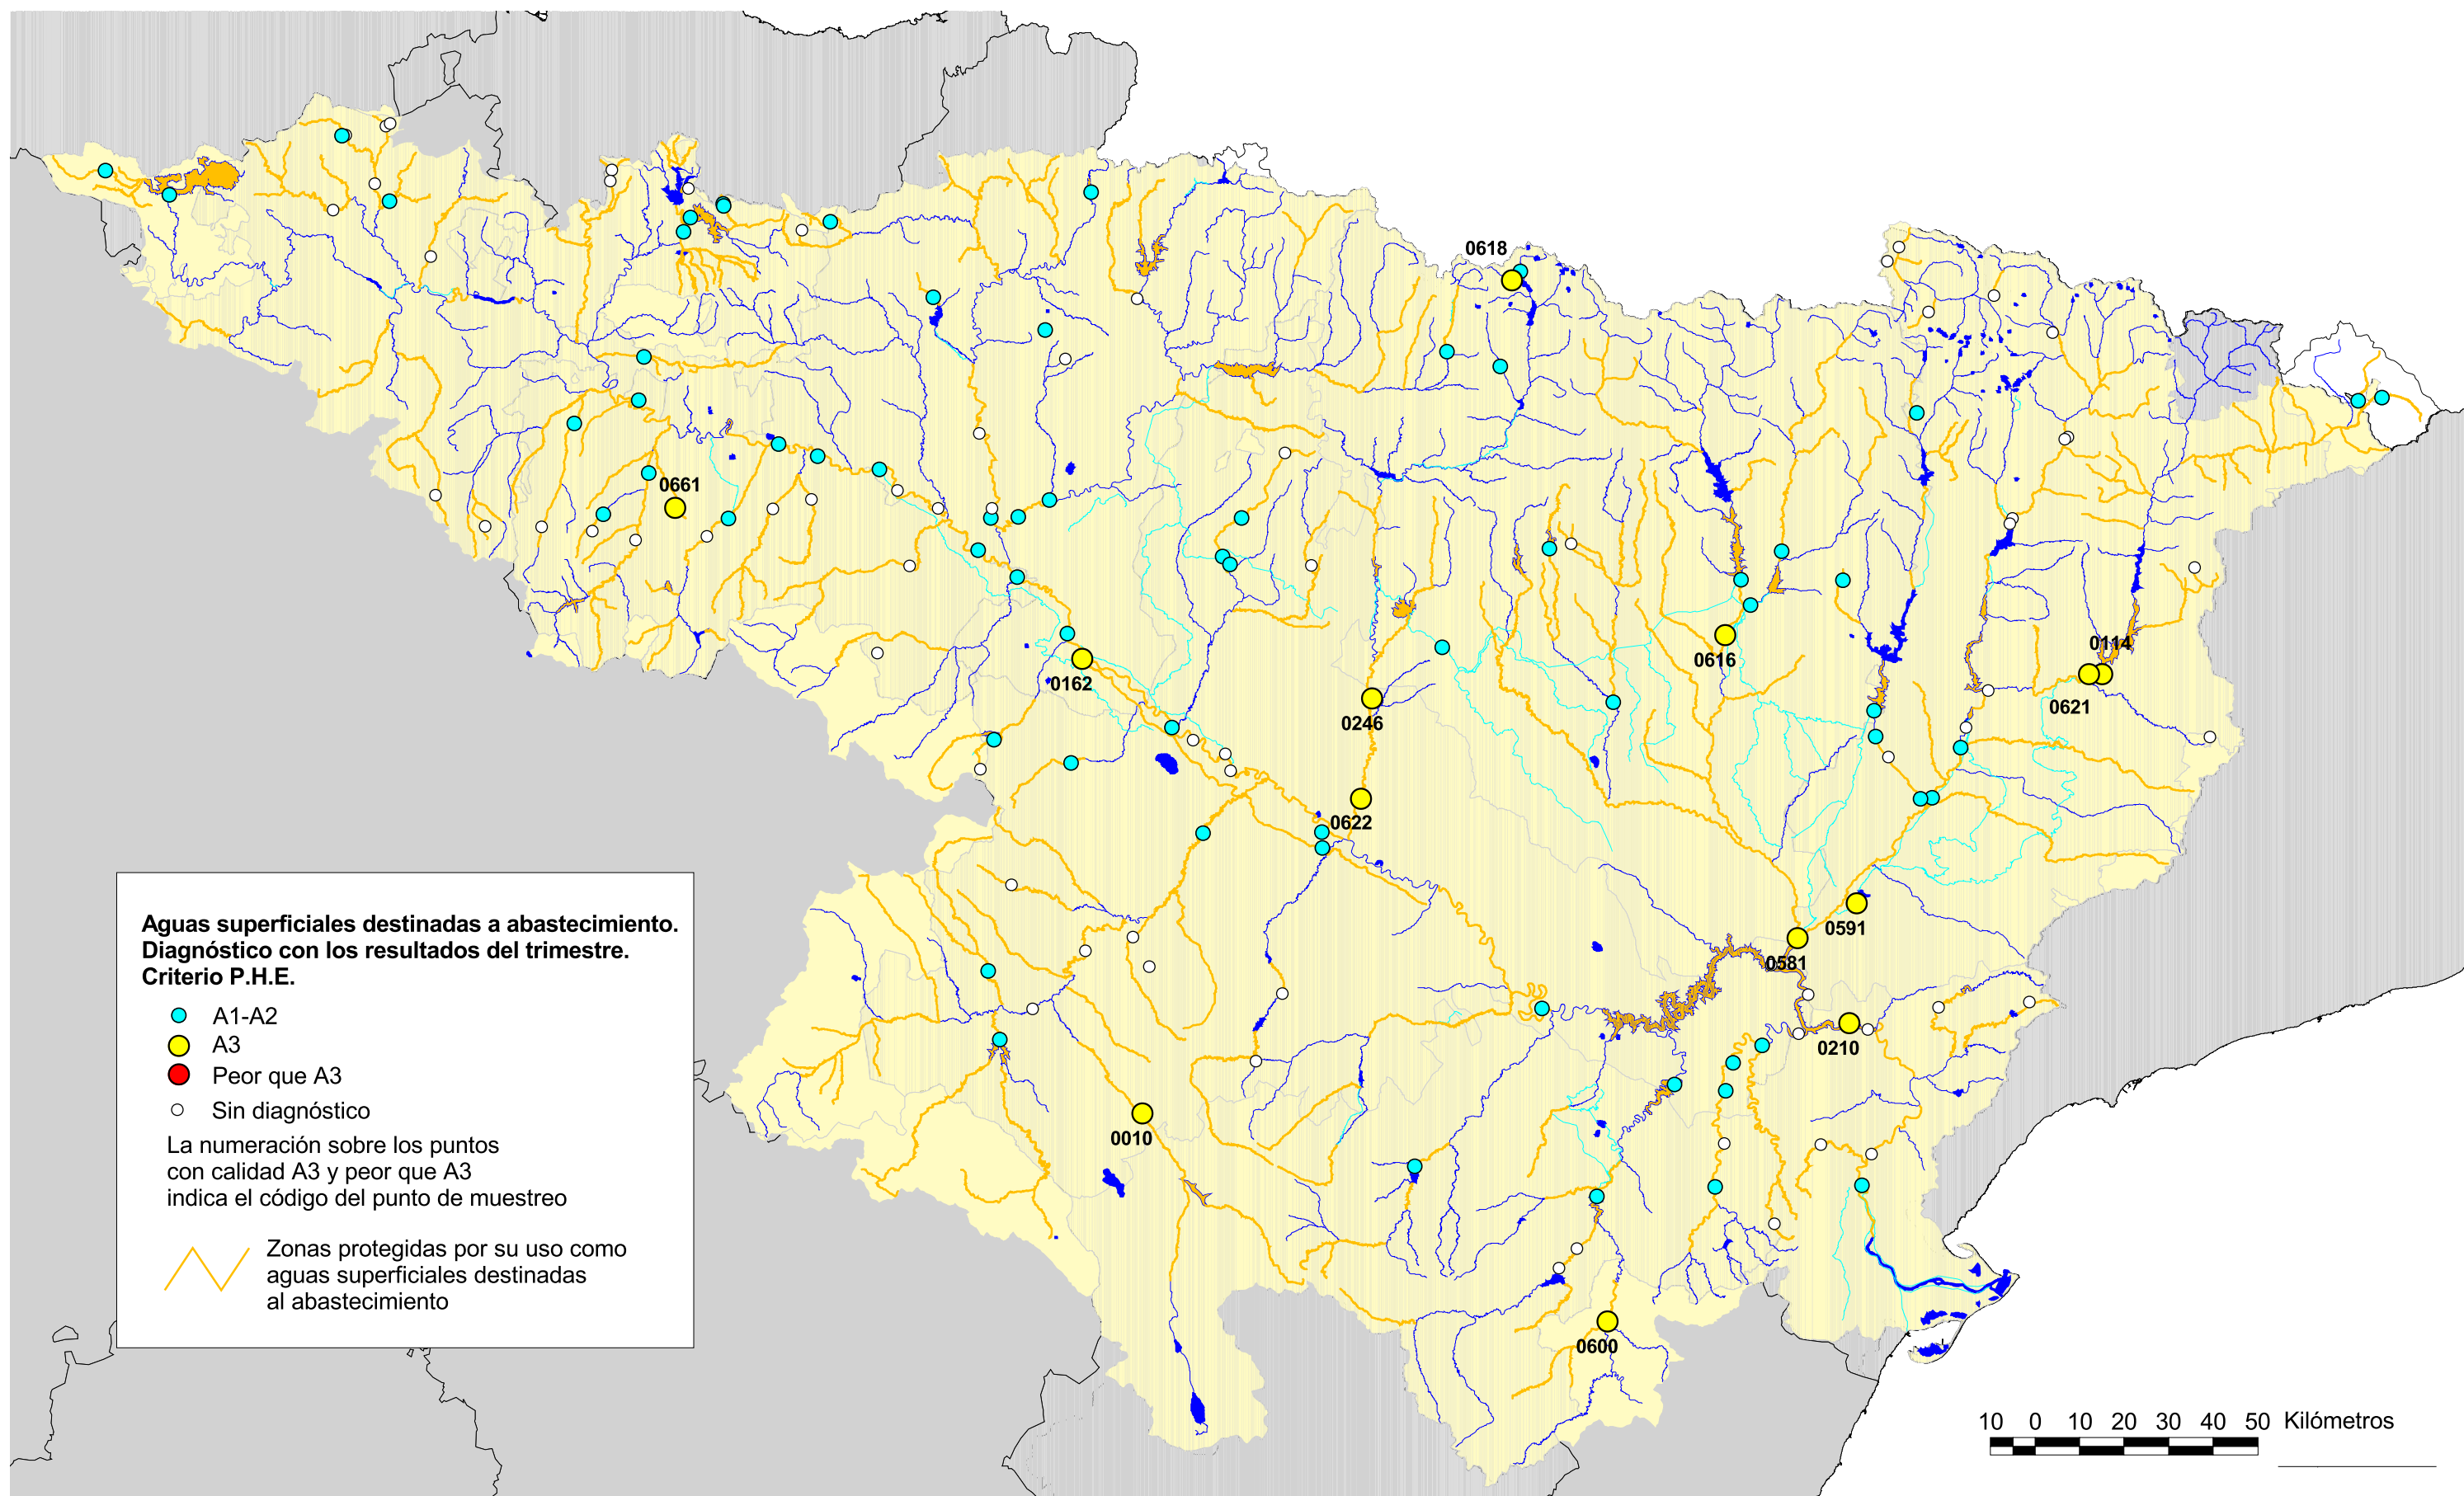 0618
0661
0114
0616
0162
0621
0246
0622
Aguas superficiales destinadas a abastecimiento.
Diagnóstico con los resultados del trimestre.
Criterio P.H.E.
A1-A2
A3
Peor que A3
Sin diagnóstico
La numeración sobre los puntos
con calidad A3 y peor que A3
indica el código del punto de muestreo
Zonas protegidas por su uso como
aguas superficiales destinadas
al abastecimiento
0591
0581
0210
0010
0600
10 0 10 20 30 40 50 Kilómetros